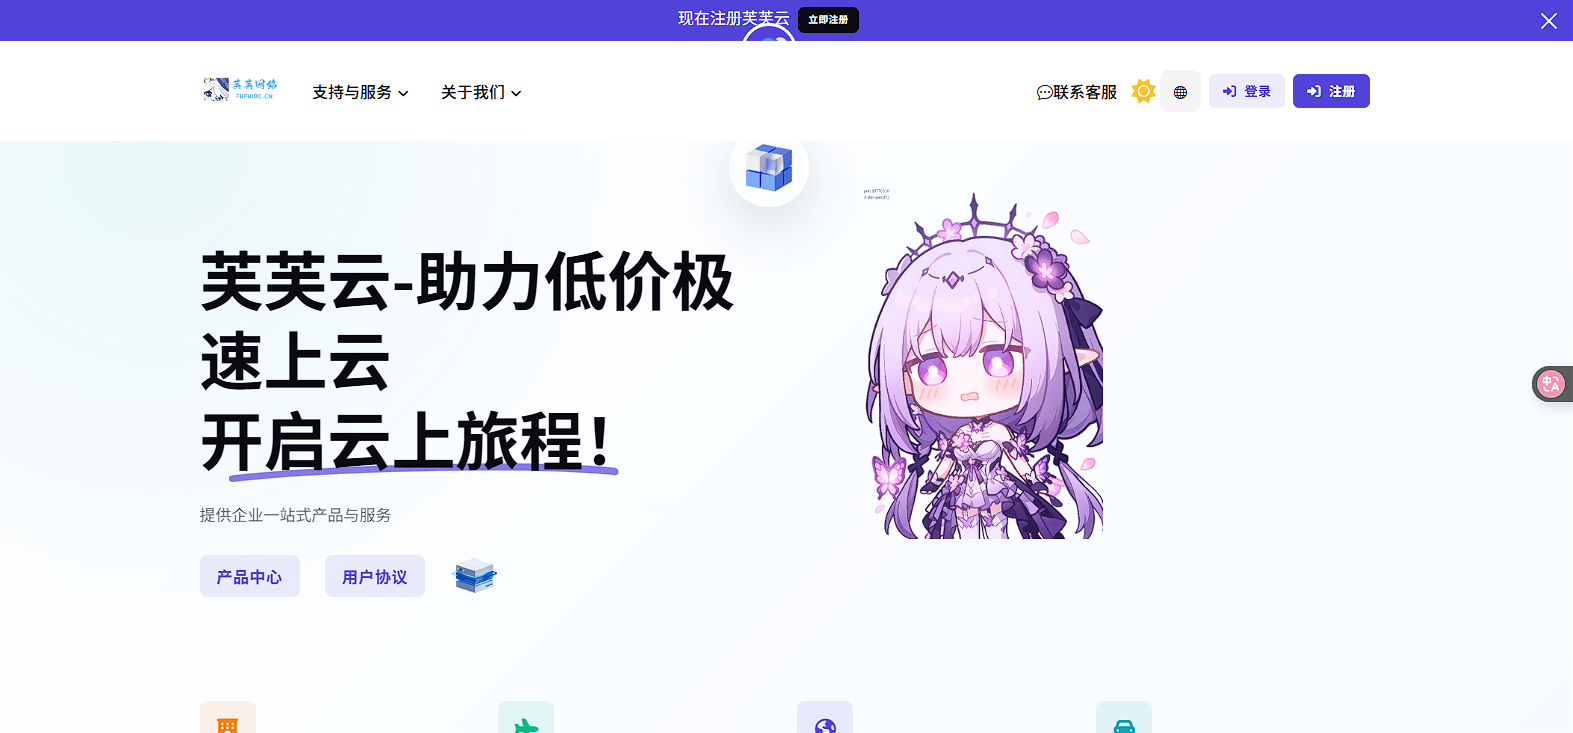 现在注册芙芙云 立即注册
芙芙网络
FUFUIDC.CN
支持与服务
关于我们
联系客服
登录
注册
芙芙云-助力低价极
速上云
开启云上旅程！
提供企业一站式产品与服务
产品中心
用户协议